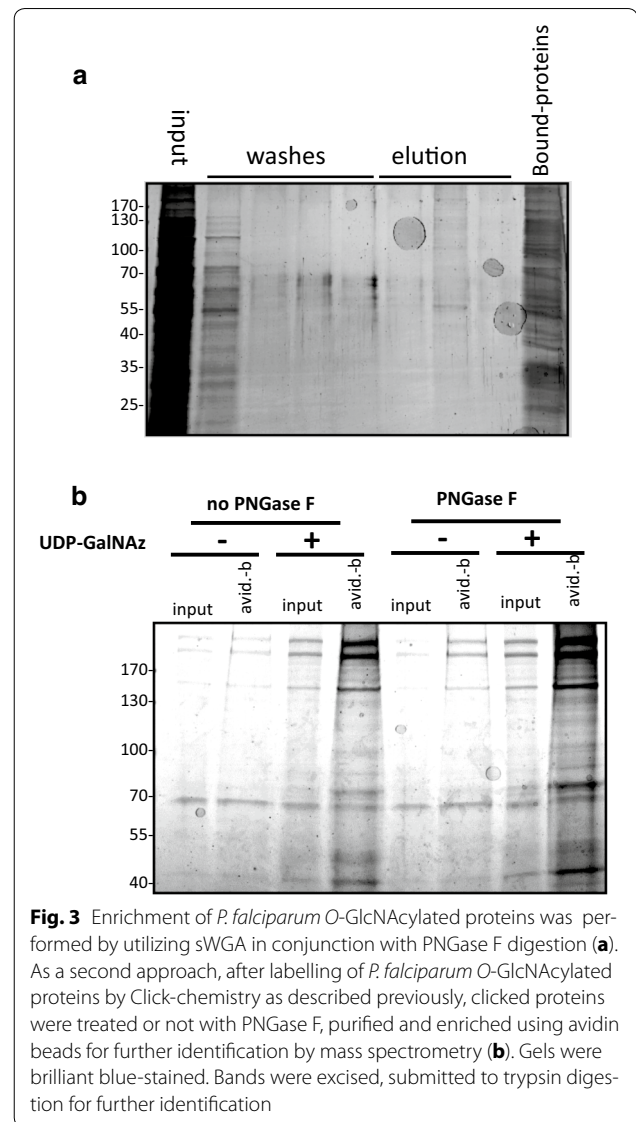 a
input
washes
elution
Bound-proteins
170-
130-
100-
70-
55-
40-
35-
25-
b
no PNGase F
PNGase F
UDP-GalNAz
- + - +
input avid.-b input avid.-b input avid.-b input avid.-b
170-
130-
100-
70-
55-
40-
Fig. 3 Enrichment of P. falciparum O-GlcNAcylated proteins was per-
formed by utilizing sWGA in conjunction with PNGase F digestion (a).
As a second approach, after labelling of P. falciparum O-GlcNAcylated
proteins by Click-chemistry as described previously, clicked proteins
were treated or not with PNGase F, purified and enriched using avidin
beads for further identification by mass spectrometry (b). Gels were
brilliant blue-stained. Bands were excised, submitted to trypsin diges-
tion for further identification